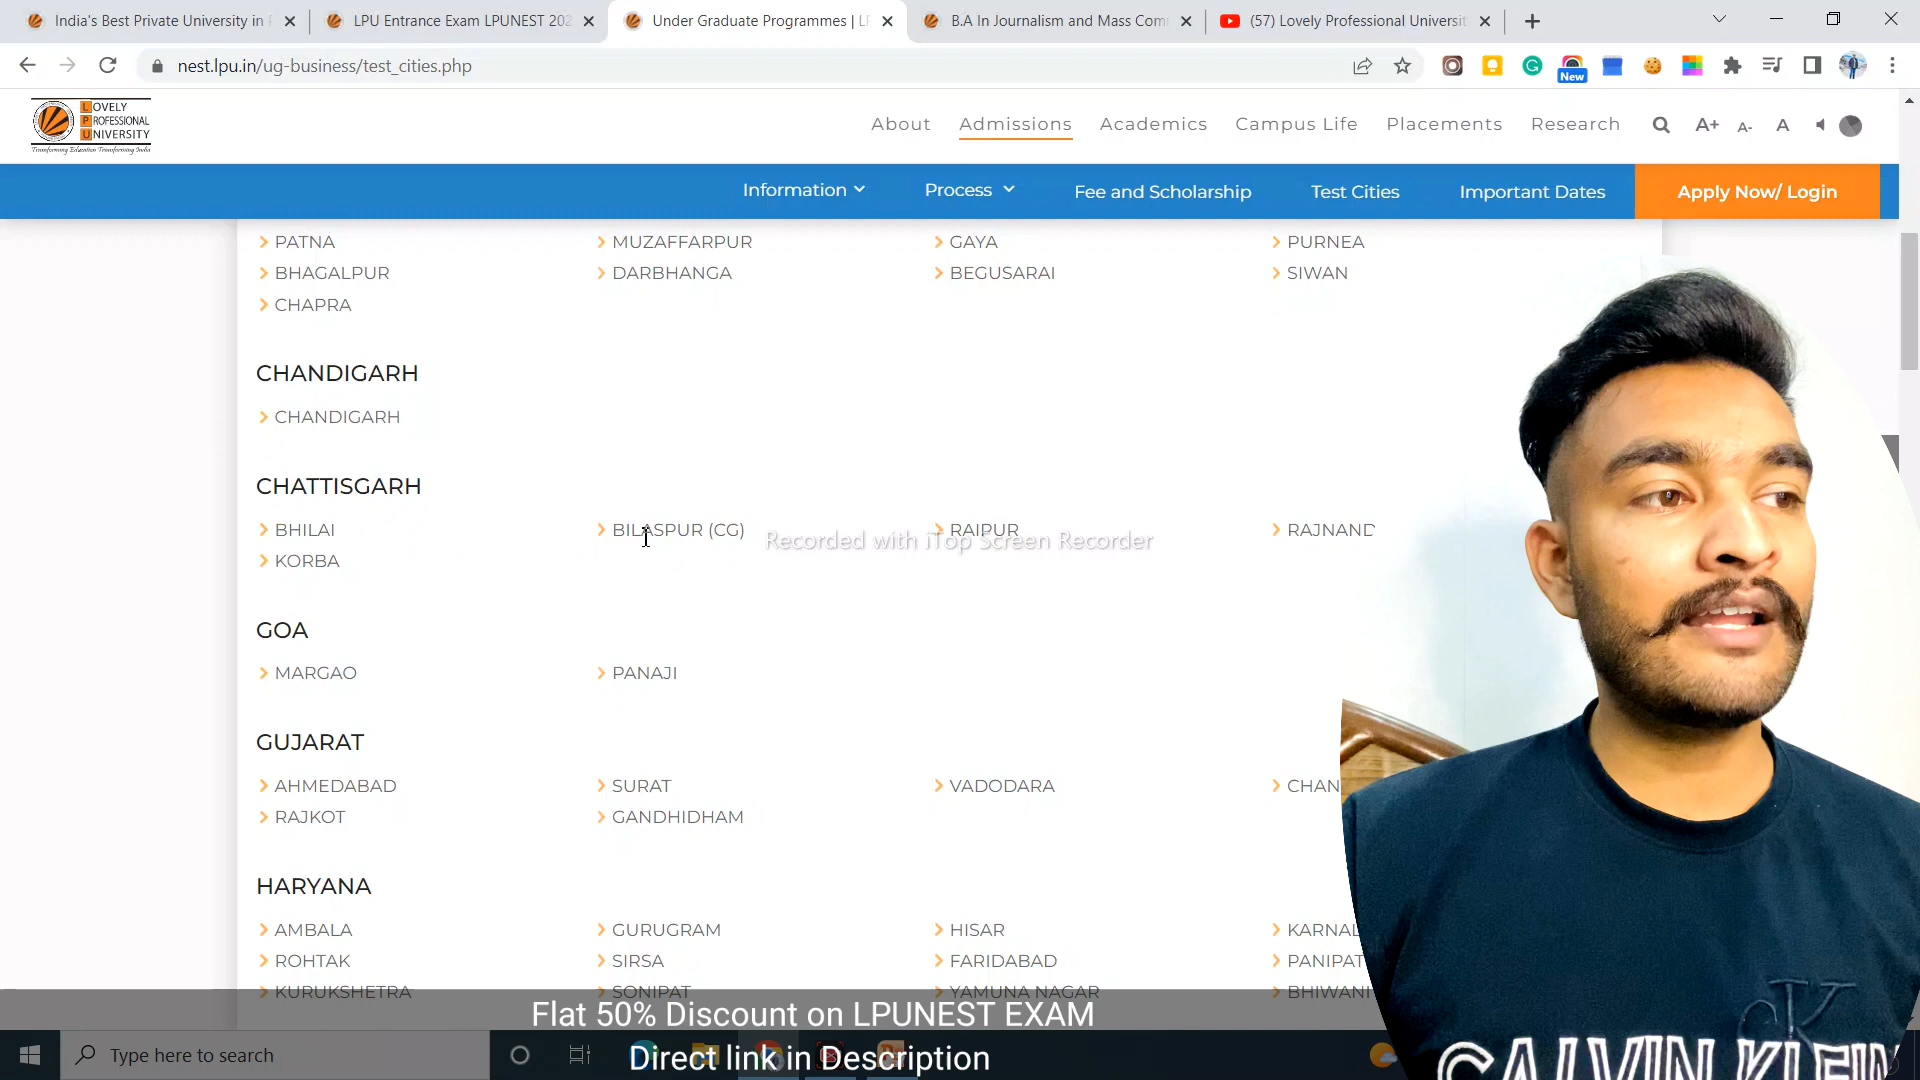 India's Best Private University in
LPU Entrance Exam LPUNEST 202
Under Graduate Programmes | LP
B.A In Journalism and Mass Com
(57) Lovely Professional Universit
nest.lpu.in/ug-business/test_cities.php
New
LOVELY
PROFESSIONAL
UNIVERSITY
Transforming Education Transforming India
About Admissions Academics Campus Life Placements Research A+ A- A
Information Process Fee and Scholarship Test Cities Important Dates Apply Now/ Login
PATNA MUZAFFARPUR GAYA PURNEA
BHAGALPUR DARBHANGA BEGUSARAI SIWAN
CHAPRA
CHANDIGARH
CHANDIGARH
CHATTISGARH
BHILAI BILASPUR (CG) RAIPUR RAJNAND
KORBA
Recorded with iTop Screen Recorder
GOA
MARGAO PANAJI
GUJARAT
AHMEDABAD SURAT VADODARA CHAN
RAJKOT GANDHIDHAM
HARYANA
AMBALA GURUGRAM HISAR KARNAL
ROHTAK SIRSA FARIDABAD PANIPAT
KURUKSHETRA SONIPAT YAMUNA NAGAR BHIWANI
Flat 50% Discount on LPUNEST EXAM
Type here to search
Direct link in Description
cK
CALVIN KLEIN